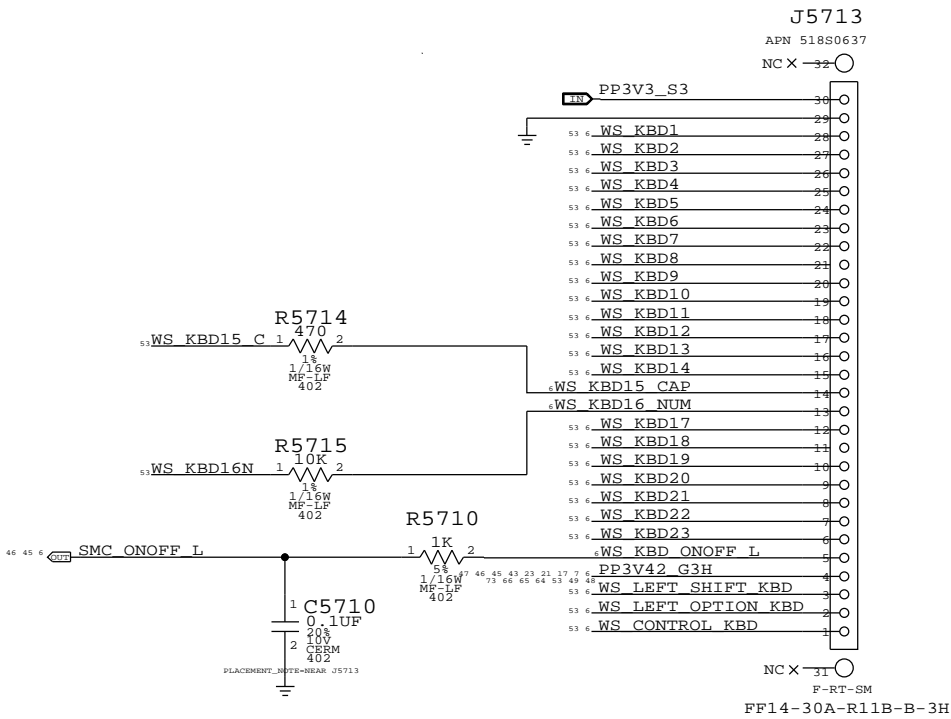 J5713
APN 518S0637
NC 32
IN PP3V3_S3 30
29
53 6 WS_KBD1 28
53 6 WS_KBD2 27
53 6 WS_KBD3 26
53 6 WS_KBD4 25
53 6 WS_KBD5 24
53 6 WS_KBD6 23
53 6 WS_KBD7 22
53 6 WS_KBD8 21
53 6 WS_KBD9 20
53 6 WS_KBD10 19
53 6 WS_KBD11 18
53 6 WS_KBD12 17
53 6 WS_KBD13 16
53 6 WS_KBD14 15
R5714
470
53 WS_KBD15_C 1 2
1%
1/16W
MF-LF
402
6 WS_KBD15_CAP 14
6 WS_KBD16_NUM 13
53 6 WS_KBD17 12
53 6 WS_KBD18 11
53 6 WS_KBD19 10
53 6 WS_KBD20 9
53 6 WS_KBD21 8
53 6 WS_KBD22 7
53 6 WS_KBD23 6
R5715
10K
53 WS_KBD16N 1 2
1%
1/16W
MF-LF
402
R5710
1K
46 45 6 OUT SMC_ONOFF_L 1 2
5%
1/16W
MF-LF
402
6 WS_KBD_ONOFF_L 5
47 46 45 43 23 21 17 7 6 PP3V42_G3H 4
73 66 65 64 53 49 48
53 6 WS_LEFT_SHIFT_KBD 3
53 6 WS_LEFT_OPTION_KBD 2
53 6 WS_CONTROL_KBD 1
1 C5710
0.1UF
20%
10V
2 CERM
402
PLACEMENT_NOTE=NEAR J5713
NC 31
F-RT-SM
FF14-30A-R11B-B-3H